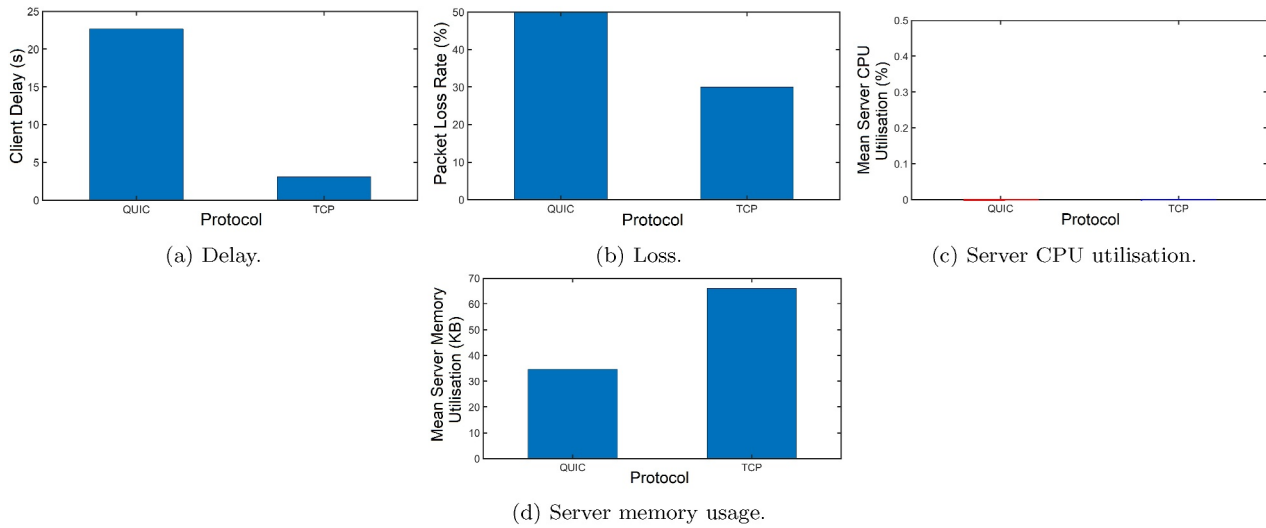 Client Delay (s)
25
20
15
10
5
0
QUIC
TCP
Protocol
(a) Delay.
Packet Loss Rate (%)
50
40
30
20
10
0
QUIC
TCP
Protocol
(b) Loss.
Mean Server CPU
Utilisation (%)
0.5
0.4
0.3
0.2
0.1
0
QUIC
TCP
Protocol
(c) Server CPU utilisation.
Mean Server Memory
Utilisation (KB)
70
60
50
40
30
20
10
0
QUIC
TCP
Protocol
(d) Server memory usage.